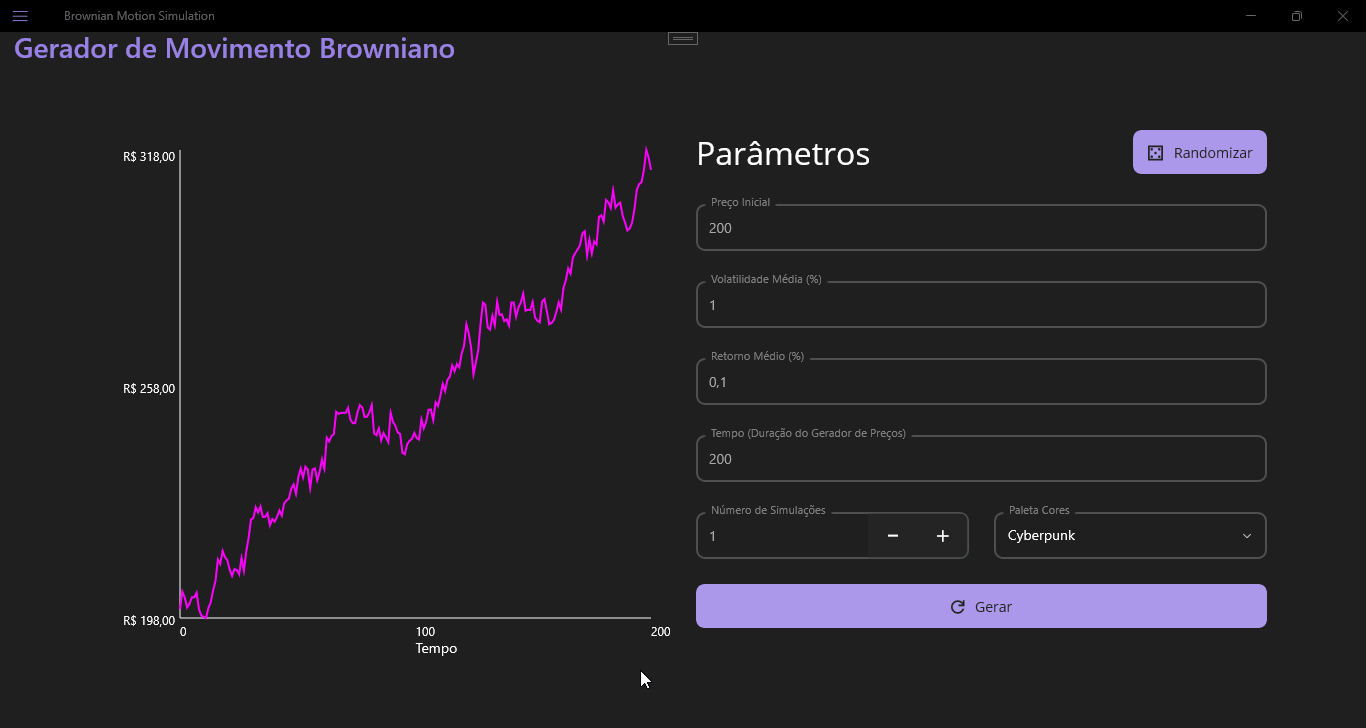 Brownian Motion Simulation
Gerador de Movimento Browniano
R$ 318,00
R$ 258,00
R$ 198,00
0
100
200
Tempo
Parâmetros
Randomizar
Preço Inicial
200
Volatilidade Média (%)
1
Retorno Médio (%)
0,1
Tempo (Duração do Gerador de Preços)
200
Número de Simulações
1
Paleta Cores
Cyberpunk
Gerar